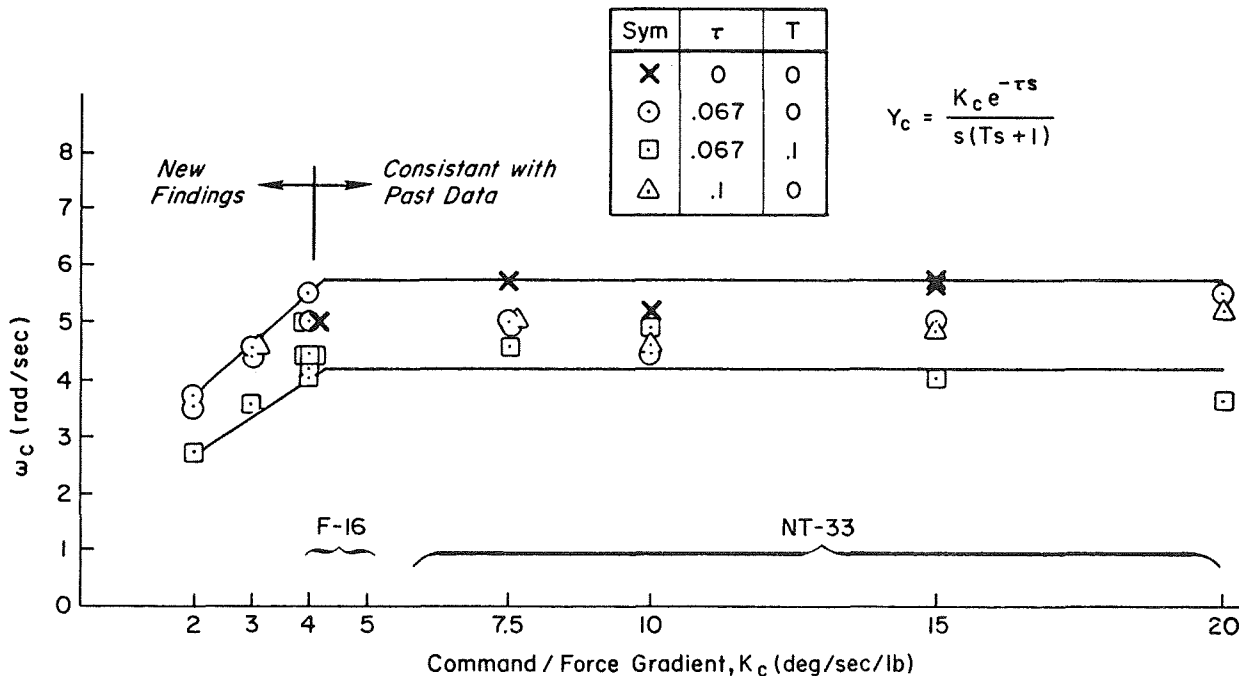 Sym τ T
× 0 0
⊙ .067 0
⊡ .067 .1
△ .1 0
Y_c = K_c e^{-τs} / s(Ts+1)
New Findings
Consistant with Past Data
8
7
6
5
4
3
2
1
0
ω_c (rad/sec)
F-16
NT-33
2 3 4 5 7.5 10 15 20
Command / Force Gradient, K_c (deg/sec/lb)